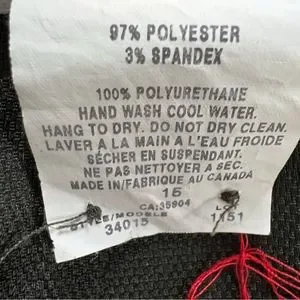 97% POLYESTER
3% SPANDEX
100% POLYURETHANE
HAND WASH COOL WATER.
HANG TO DRY. DO NOT DRY CLEAN.
LAVER A LA MAIN A L'EAU FROIDE
SÉCHER EN SUSPENDANT.
NE PAS NETTOYER A SEC.
MADE IN/FABRIQUE AU CANADA
15
CA:35904
STYLE/MODELE
34015 1151